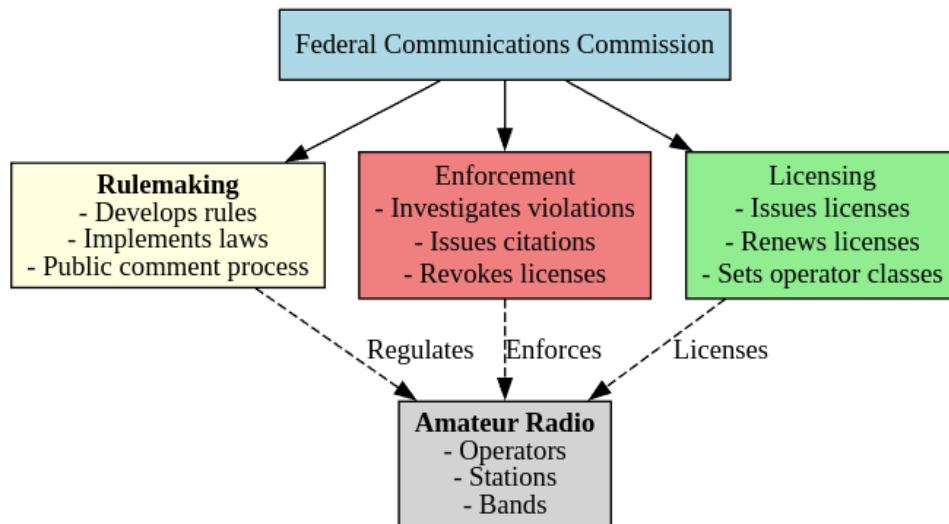 Federal Communications Commission
Rulemaking
- Develops rules
- Implements laws
- Public comment process
Enforcement
- Investigates violations
- Issues citations
- Revokes licenses
Licensing
- Issues licenses
- Renews licenses
- Sets operator classes
Regulates
Enforces
Licenses
Amateur Radio
- Operators
- Stations
- Bands